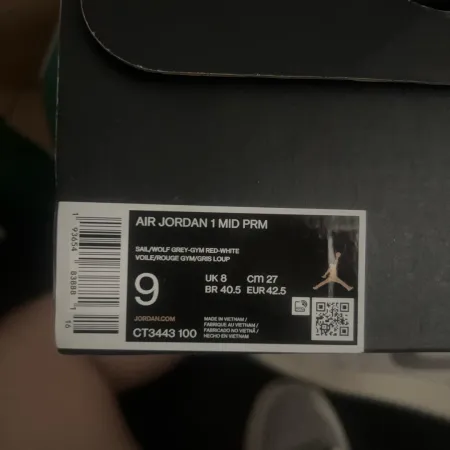 AIR JORDAN 1 MID PRM
SAIL/WOLF GREY-GYM RED-WHITE
VOILE/ROUGE GYM/GRIS LOUP
9
UK 8 CM 27
BR 40.5 EUR 42.5
JORDAN.COM
CT3443 100
MADE IN VIETNAM /
FABRIQUE AU VIETNAM /
FABRICADO NO VIETNÃ /
HECHO EN VIETNAM